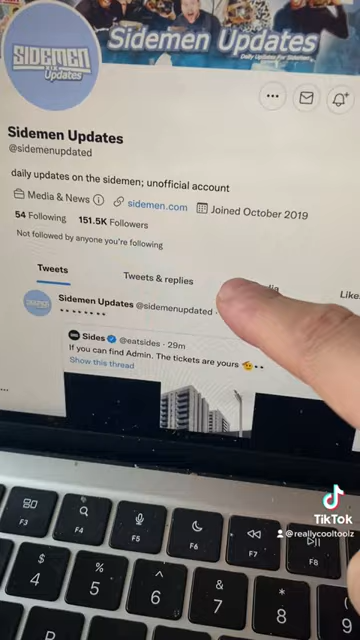 SIDEMEN
Updates
Sidemen Updates
Daily Updates For Sidemen
Sidemen Updates
@sidemenupdated
daily updates on the sidemen; unofficial account
Media & News
sidemen.com
Joined October 2019
54 Following 151.5K Followers
Not followed by anyone you're following
Tweets
Tweets & replies
Like
Sidemen Updates @sidemenupdated ·
Sides @eatsides · 29m
If you can find Admin. The tickets are yours
Show this thread
TikTok
@reallycooltoolz
F3
F4
F5
F6
F7
F8
$
4
%
5
^
6
&
7
*
8
(
9
R